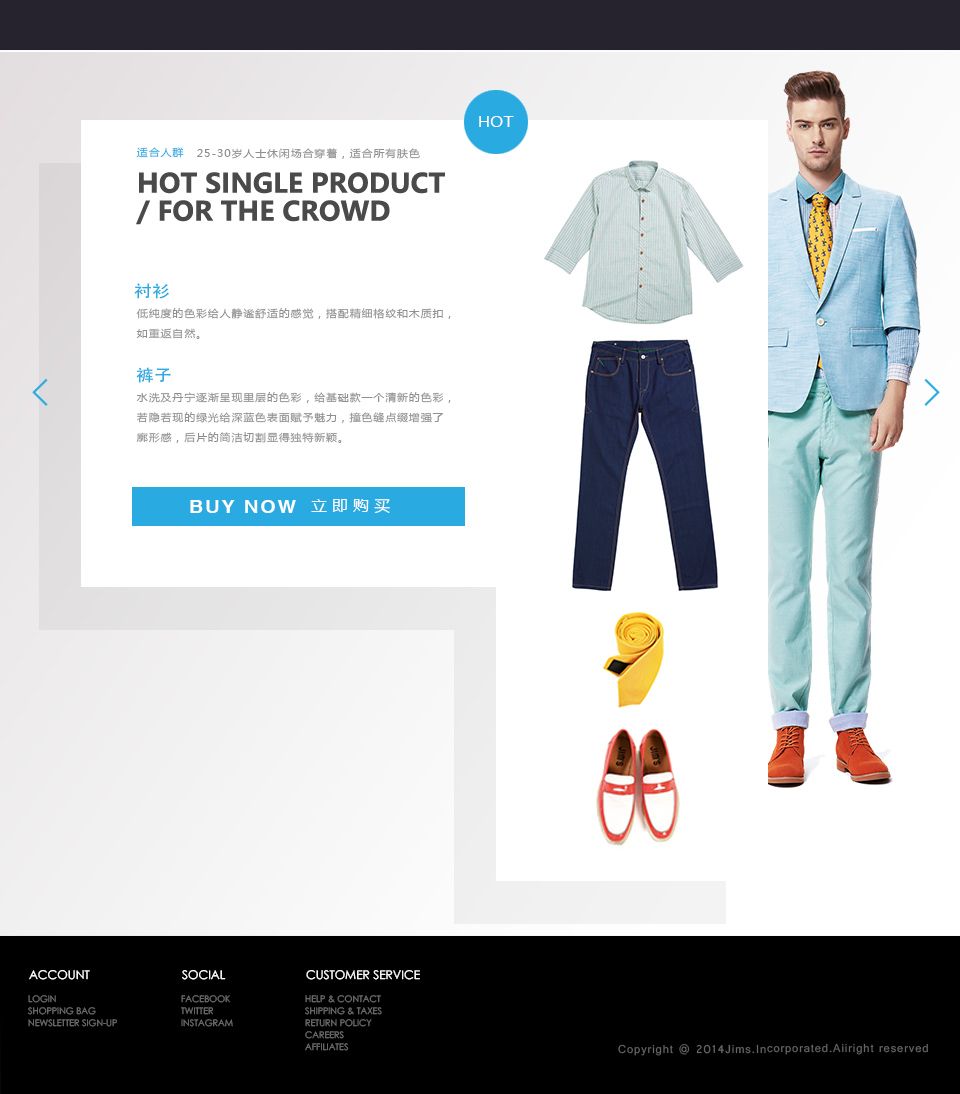 HOT
适合人群 25-30岁人士休闲场合穿着，适合所有肤色
HOT SINGLE PRODUCT
/ FOR THE CROWD
衬衫
低纯度的色彩给人静谧舒适的感觉，搭配精细格纹和木质扣，
如重返自然。
裤子
水洗及丹宁逐渐呈现里层的色彩，给基础款一个清新的色彩，
若隐若现的绿光给深蓝色表面赋予魅力，撞色缝点缀增强了
廓形感，后片的简洁切割显得独特新颖。
BUY NOW 立即购买
JIM'S JIM'S
ACCOUNT
LOGIN
SHOPPING BAG
NEWSLETTER SIGN-UP
SOCIAL
FACEBOOK
TWITTER
INSTAGRAM
CUSTOMER SERVICE
HELP & CONTACT
SHIPPING & TAXES
RETURN POLICY
CAREERS
AFFILIATES
Copyright @ 2014Jims.Incorporated.Aiiright reserved